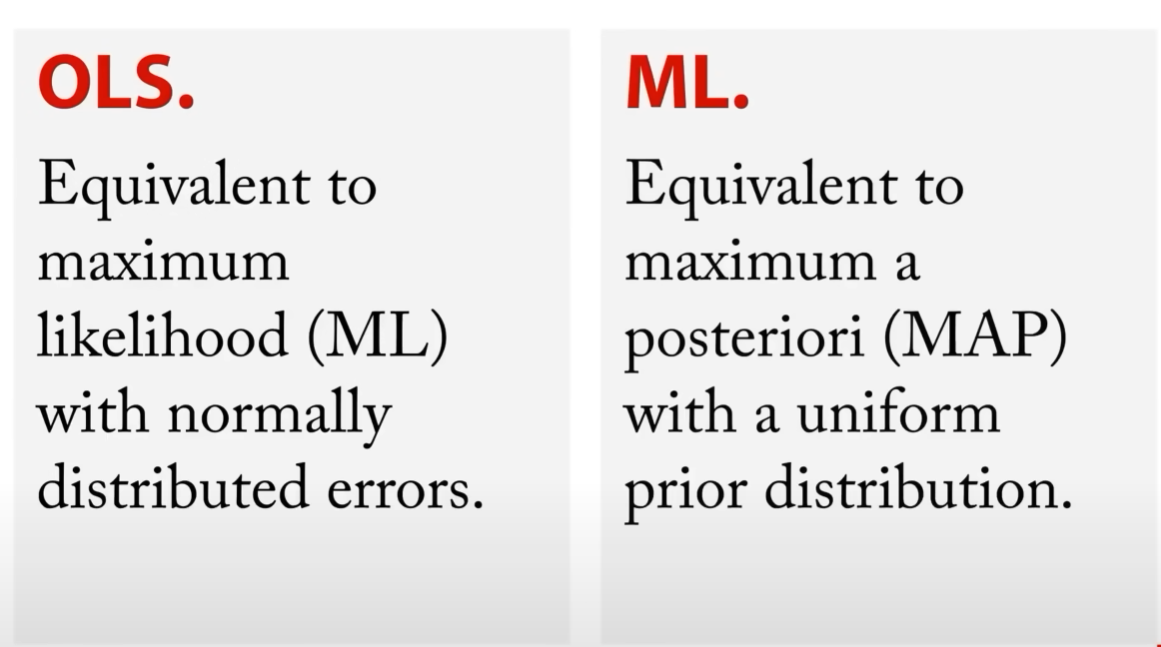 OLS.
Equivalent to
maximum
likelihood (ML)
with normally
distributed errors.
ML.
Equivalent to
maximum a
posteriori (MAP)
with a uniform
prior distribution.